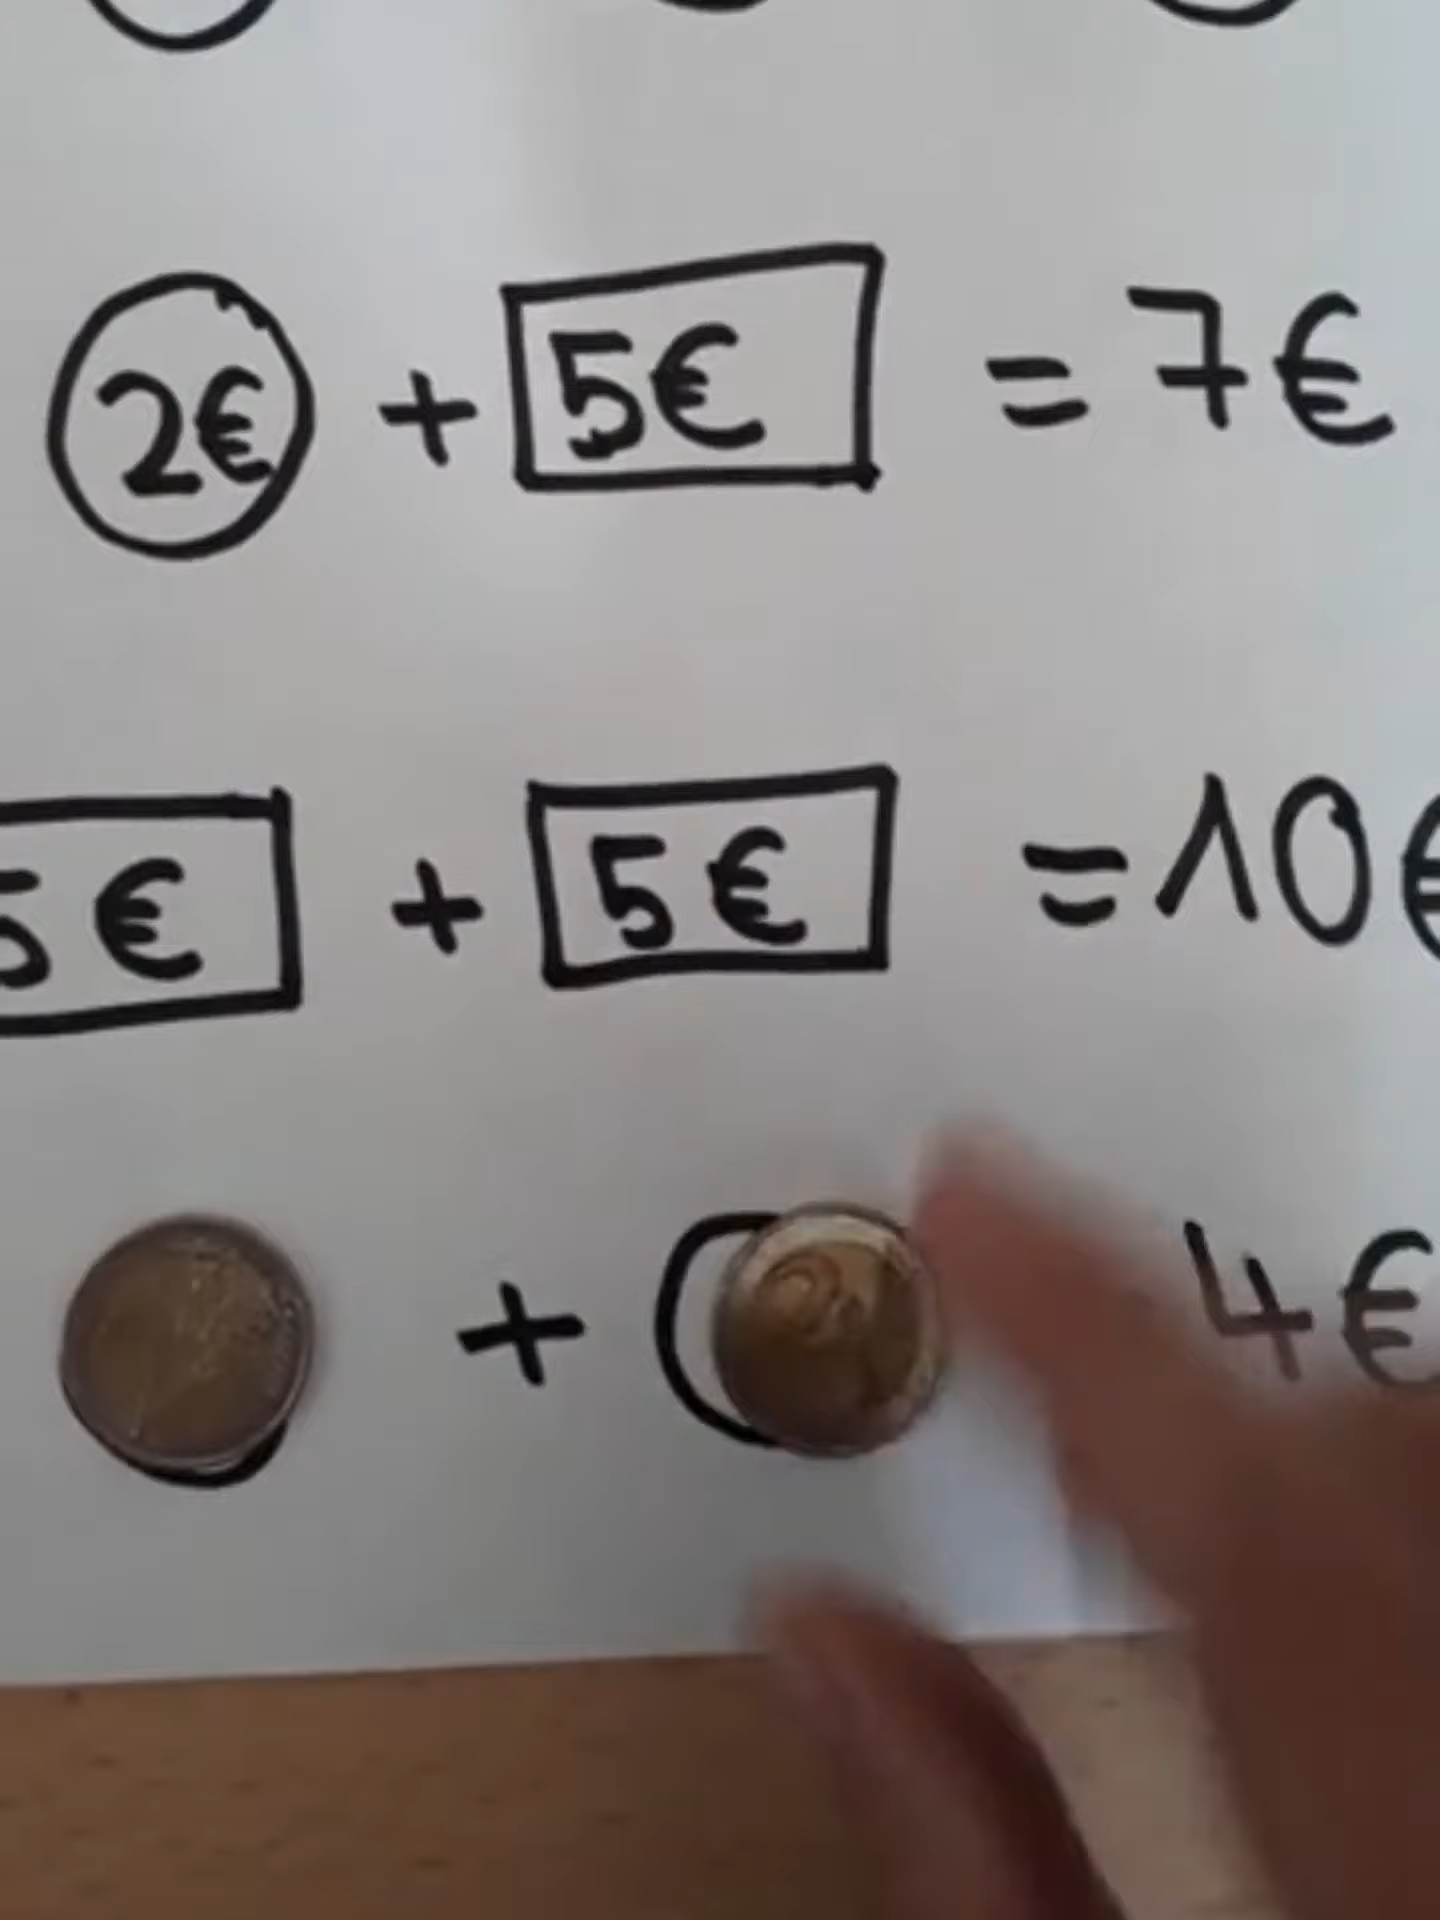 2€ + 5€ = 7€
5€ + 5€ = 10€
+ 4€